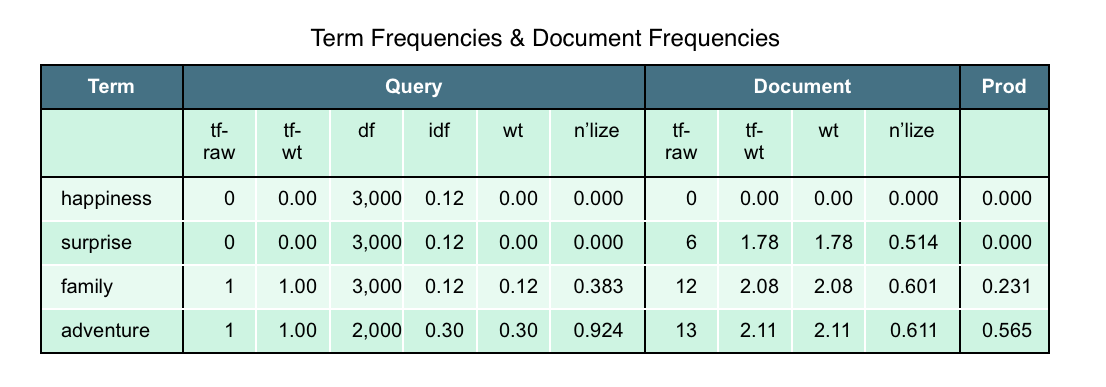 Term Frequencies & Document Frequencies
Term Query Document Prod
tf-raw tf-wt df idf wt n’lize tf-raw tf-wt wt n’lize
happiness 0 0.00 3,000 0.12 0.00 0.000 0 0.00 0.00 0.000 0.000
surprise 0 0.00 3,000 0.12 0.00 0.000 6 1.78 1.78 0.514 0.000
family 1 1.00 3,000 0.12 0.12 0.383 12 2.08 2.08 0.601 0.231
adventure 1 1.00 2,000 0.30 0.30 0.924 13 2.11 2.11 0.611 0.565